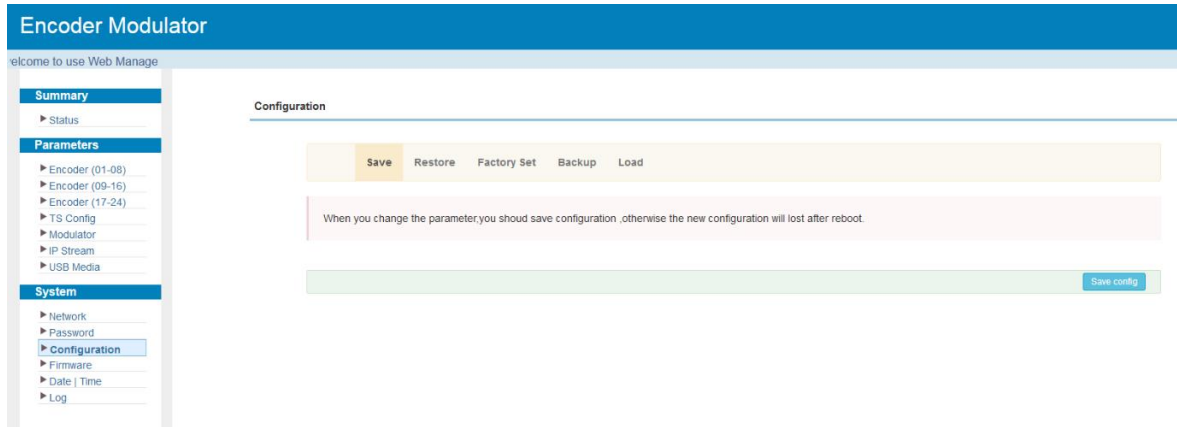 Encoder Modulator
elcome to use Web Manage
Summary
Status
Parameters
Encoder (01-08)
Encoder (09-16)
Encoder (17-24)
TS Config
Modulator
IP Stream
USB Media
System
Network
Password
Configuration
Firmware
Date | Time
Log
Configuration
Save Restore Factory Set Backup Load
When you change the parameter,you shoud save configuration ,otherwise the new configuration will lost after reboot.
Save config